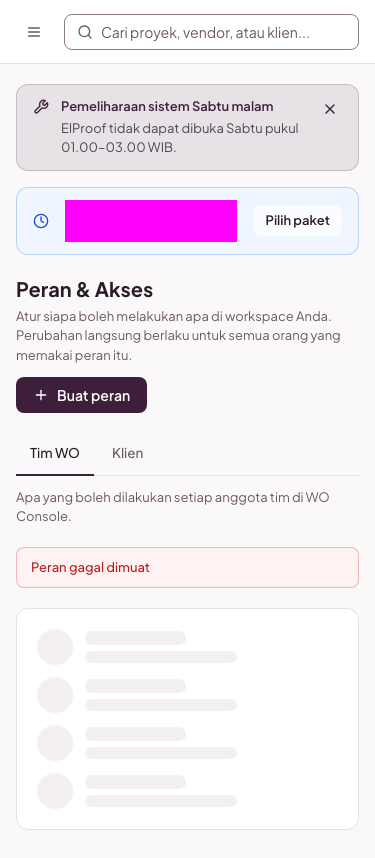 Cari proyek, vendor, atau klien...
Pemeliharaan sistem Sabtu malam
ElProof tidak dapat dibuka Sabtu pukul
01.00–03.00 WIB.
Pilih paket
Peran & Akses
Atur siapa boleh melakukan apa di workspace Anda.
Perubahan langsung berlaku untuk semua orang yang
memakai peran itu.
Buat peran
Tim WO
Klien
Apa yang boleh dilakukan setiap anggota tim di WO
Console.
Peran gagal dimuat